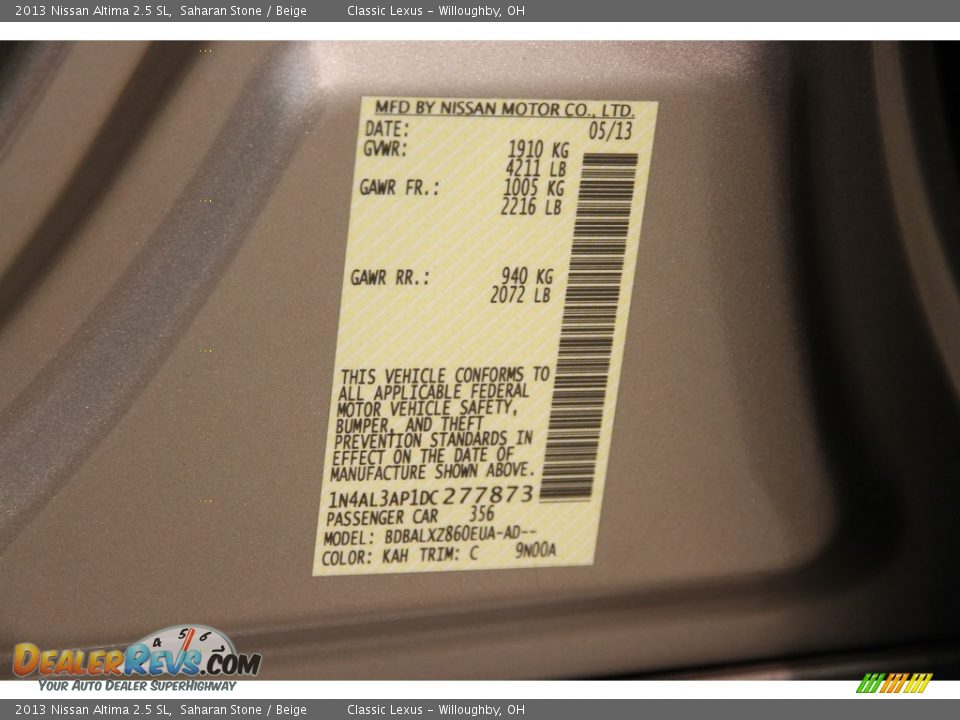 2013 Nissan Altima 2.5 SL, Saharan Stone / Beige Classic Lexus - Willoughby, OH
MFD BY NISSAN MOTOR CO., LTD.
DATE: 05/13
GVWR: 1910 KG
4211 LB
GAWR FR.: 1005 KG
2216 LB
GAWR RR.: 940 KG
2072 LB
THIS VEHICLE CONFORMS TO
ALL APPLICABLE FEDERAL
MOTOR VEHICLE SAFETY,
BUMPER, AND THEFT
PREVENTION STANDARDS IN
EFFECT ON THE DATE OF
MANUFACTURE SHOWN ABOVE.
1N4AL3AP1DC277873
PASSENGER CAR 356
MODEL: BDBALXZ860EUA-AD--
COLOR: KAH TRIM: C 9N00A
4 5 6 7
DEALERREVS.COM
YOUR AUTO DEALER SUPERHIGHWAY
2013 Nissan Altima 2.5 SL, Saharan Stone / Beige Classic Lexus - Willoughby, OH